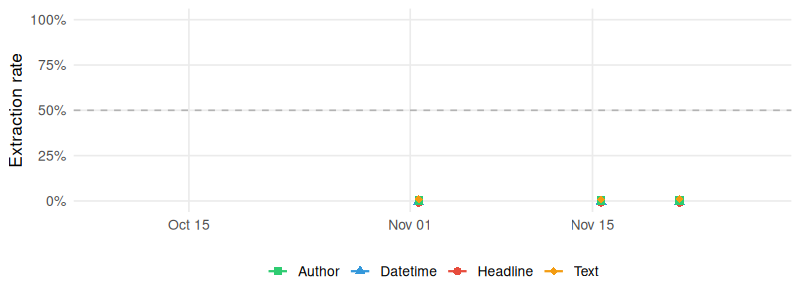 Extraction rate
100%
75%
50%
25%
0%
Oct 15 Nov 01 Nov 15
Author Datetime Headline Text